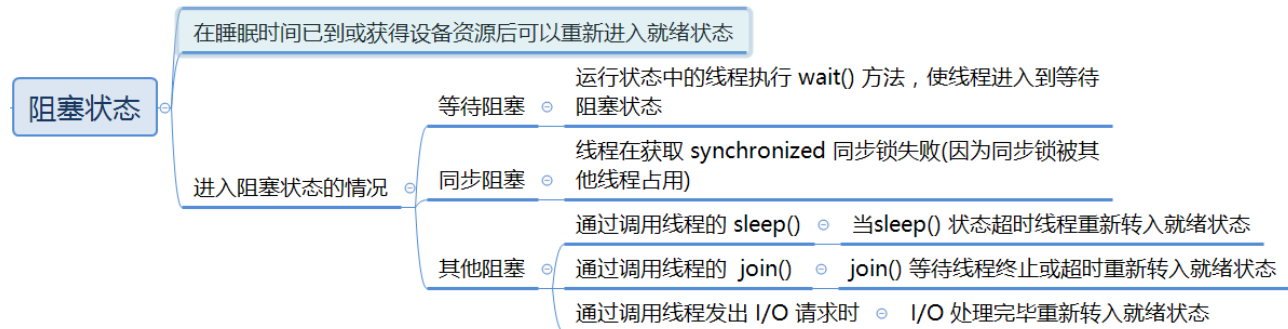 阻塞状态
在睡眠时间已到或获得设备资源后可以重新进入就绪状态
进入阻塞状态的情况
等待阻塞
运行状态中的线程执行 wait() 方法，使线程进入到等待
阻塞状态
同步阻塞
线程在获取 synchronized 同步锁失败(因为同步锁被其
他线程占用)
其他阻塞
通过调用线程的 sleep()
当sleep() 状态超时线程重新转入就绪状态
通过调用线程的 join()
join() 等待线程终止或超时重新转入就绪状态
通过调用线程发出 I/O 请求时
I/O 处理完毕重新转入就绪状态